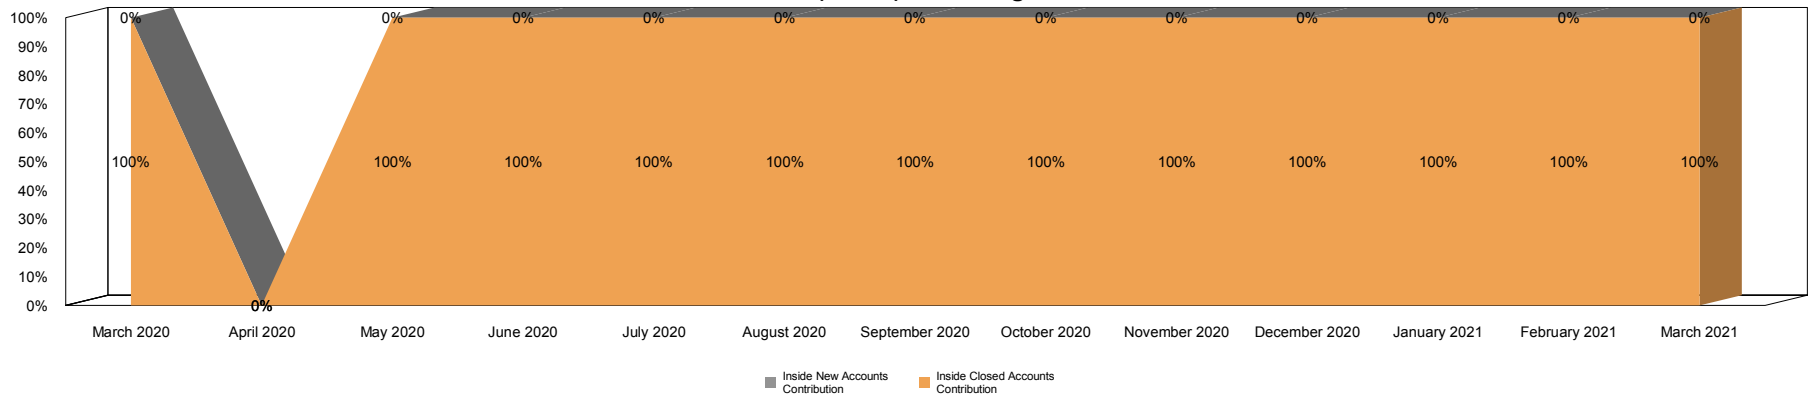 100%
90%
80%
70%
60%
50%
40%
30%
20%
10%
0%
0% 0% 0% 0% 0% 0% 0% 0% 0% 0% 0% 0%
100% 100% 100% 100% 100% 100% 100% 100% 100% 100% 100% 100%
0%
March 2020 April 2020 May 2020 June 2020 July 2020 August 2020 September 2020 October 2020 November 2020 December 2020 January 2021 February 2021 March 2021
Inside New Accounts
Contribution
Inside Closed Accounts
Contribution